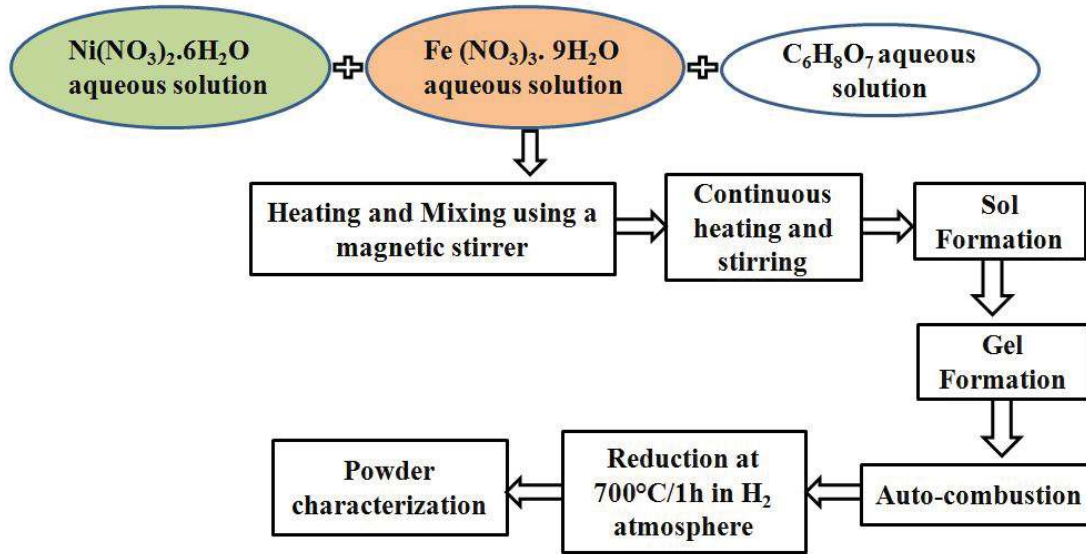 Ni(NO₃)₂.6H₂O
aqueous solution
Fe (NO₃)₃. 9H₂O
aqueous solution
C₆H₈O₇ aqueous
solution
Heating and Mixing using a
magnetic stirrer
Continuous
heating and
stirring
Sol
Formation
Gel
Formation
Auto-combustion
Reduction at
700°C/1h in H₂
atmosphere
Powder
characterization